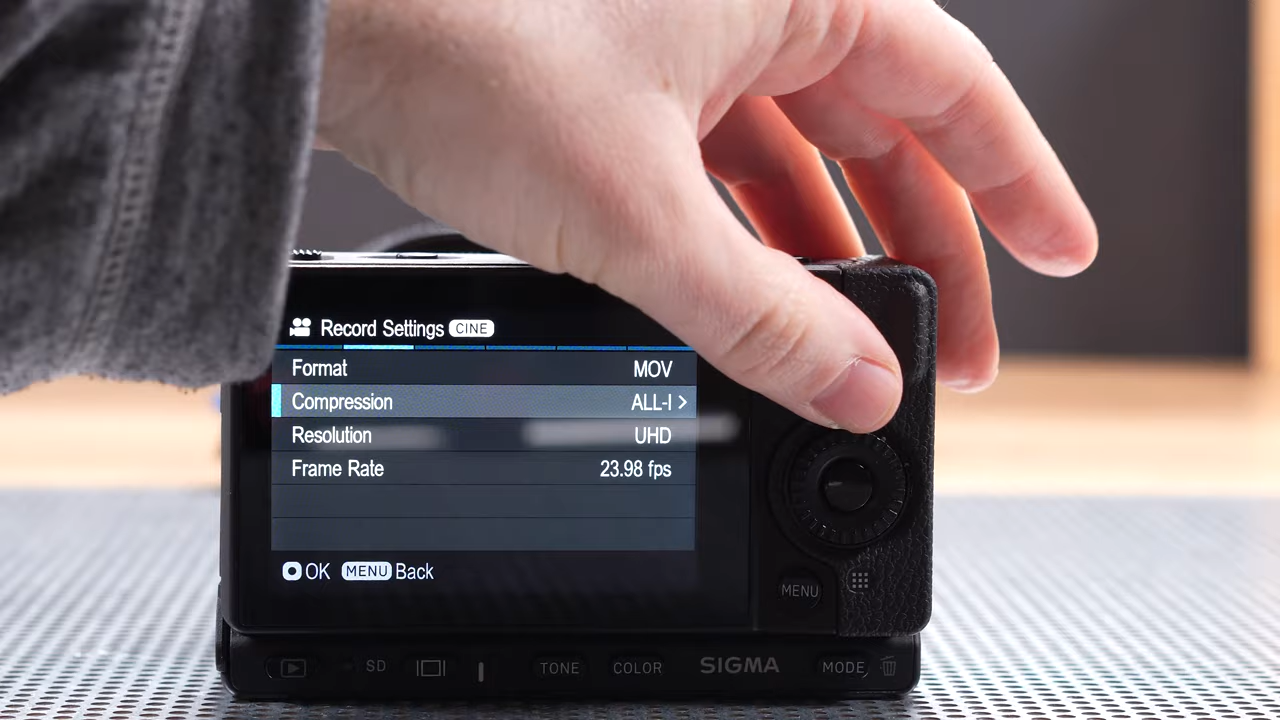 Record Settings CINE
Format MOV
Compression ALL-I >
Resolution UHD
Frame Rate 23.98 fps
OK MENU Back
MENU
SD TONE COLOR SIGMA MODE